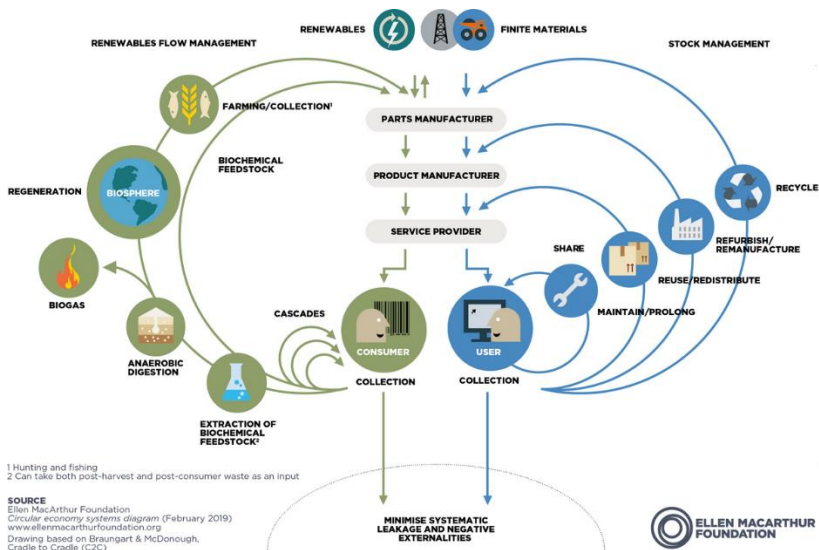 RENEWABLES
FINITE MATERIALS
RENEWABLES FLOW MANAGEMENT
STOCK MANAGEMENT
FARMING/COLLECTION¹
PARTS MANUFACTURER
BIOCHEMICAL
FEEDSTOCK
PRODUCT MANUFACTURER
REGENERATION
BIOSPHERE
RECYCLE
SERVICE PROVIDER
REFURBISH/
REMANUFACTURE
SHARE
REUSE/REDISTRIBUTE
BIOGAS
CASCADES
MAINTAIN/PROLONG
CONSUMER
USER
ANAEROBIC
DIGESTION
COLLECTION
COLLECTION
EXTRACTION OF
BIOCHEMICAL
FEEDSTOCK²
1 Hunting and fishing
2 Can take both post-harvest and post-consumer waste as an input
SOURCE
Ellen MacArthur Foundation
Circular economy systems diagram (February 2019)
www.ellenmacarthurfoundation.org
Drawing based on Braungart & McDonough,
Cradle to Cradle (C2C)
MINIMISE SYSTEMATIC
LEAKAGE AND NEGATIVE
EXTERNALITIES
ELLEN MACARTHUR
FOUNDATION